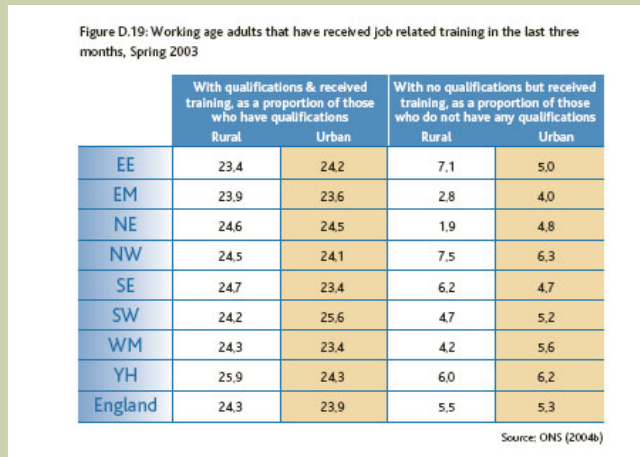 Figure D.19: Working age adults that have received job related training in the last three
months, Spring 2003
With qualifications & received
training, as a proportion of those
who have qualifications
With no qualifications but received
training, as a proportion of those
who do not have any qualifications
Rural Urban Rural Urban
EE 23,4 24,2 7,1 5,0
EM 23,9 23,6 2,8 4,0
NE 24,6 24,5 1,9 4,8
NW 24,5 24,1 7,5 6,3
SE 24,7 23,4 6,2 4,7
SW 24,2 25,6 4,7 5,2
WM 24,3 23,4 4,2 5,6
YH 25,9 24,3 6,0 6,2
England 24,3 23,9 5,5 5,3
Source: ONS (2004b)